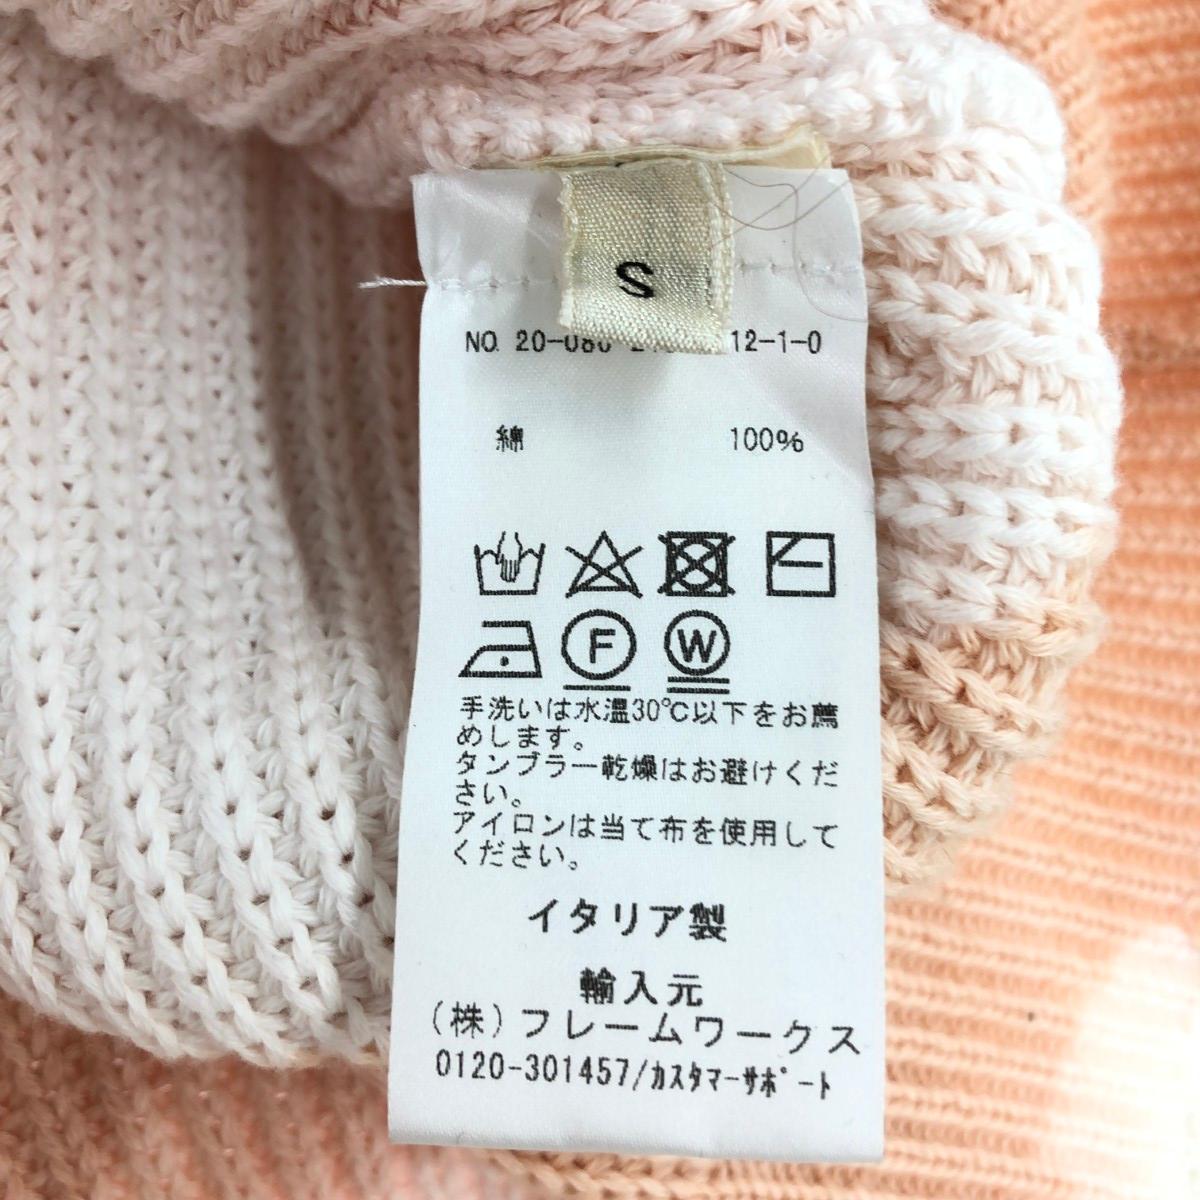 S
NO. 20-080 12-1-0
綿 100%
F W
手洗いは水温30℃以下をお薦
めします。
タンブラー乾燥はお避けくだ
さい。
アイロンは当て布を使用して
ください。
イタリア製
輸入元
(株)フレームワークス
0120-301457/ｶｽﾀﾏｰｻﾎﾟｰﾄ